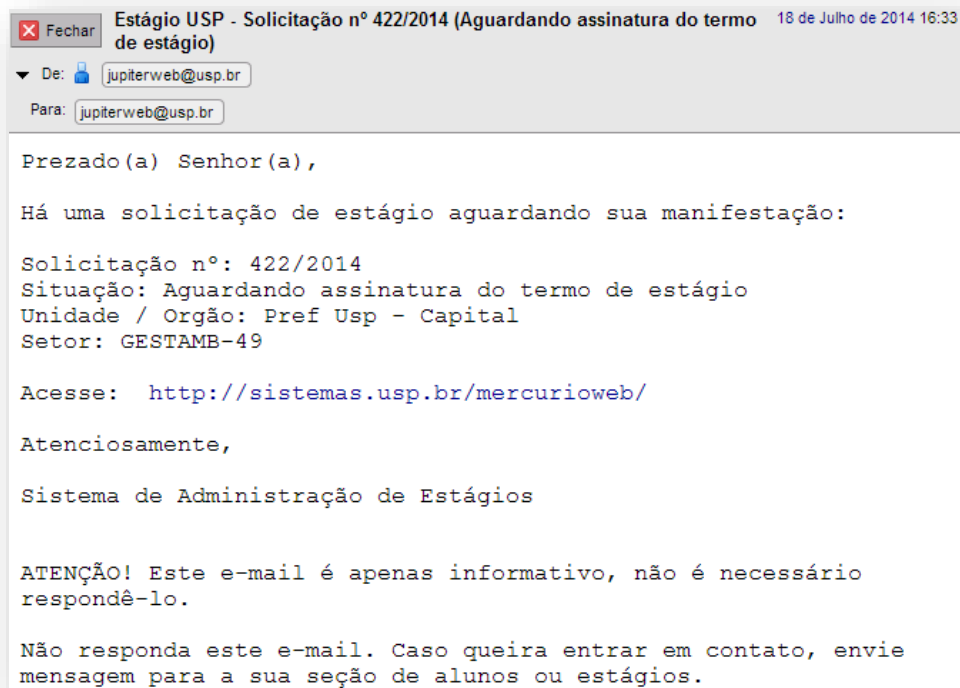 Fechar
Estágio USP - Solicitação nº 422/2014 (Aguardando assinatura do termo
de estágio)
18 de Julho de 2014 16:33
De: jupiterweb@usp.br
Para: jupiterweb@usp.br
Prezado(a) Senhor(a),
Há uma solicitação de estágio aguardando sua manifestação:
Solicitação nº: 422/2014
Situação: Aguardando assinatura do termo de estágio
Unidade / Orgão: Pref Usp - Capital
Setor: GESTAMB-49
Acesse: http://sistemas.usp.br/mercurioweb/
Atenciosamente,
Sistema de Administração de Estágios
ATENÇÃO! Este e-mail é apenas informativo, não é necessário
respondê-lo.
Não responda este e-mail. Caso queira entrar em contato, envie
mensagem para a sua seção de alunos ou estágios.